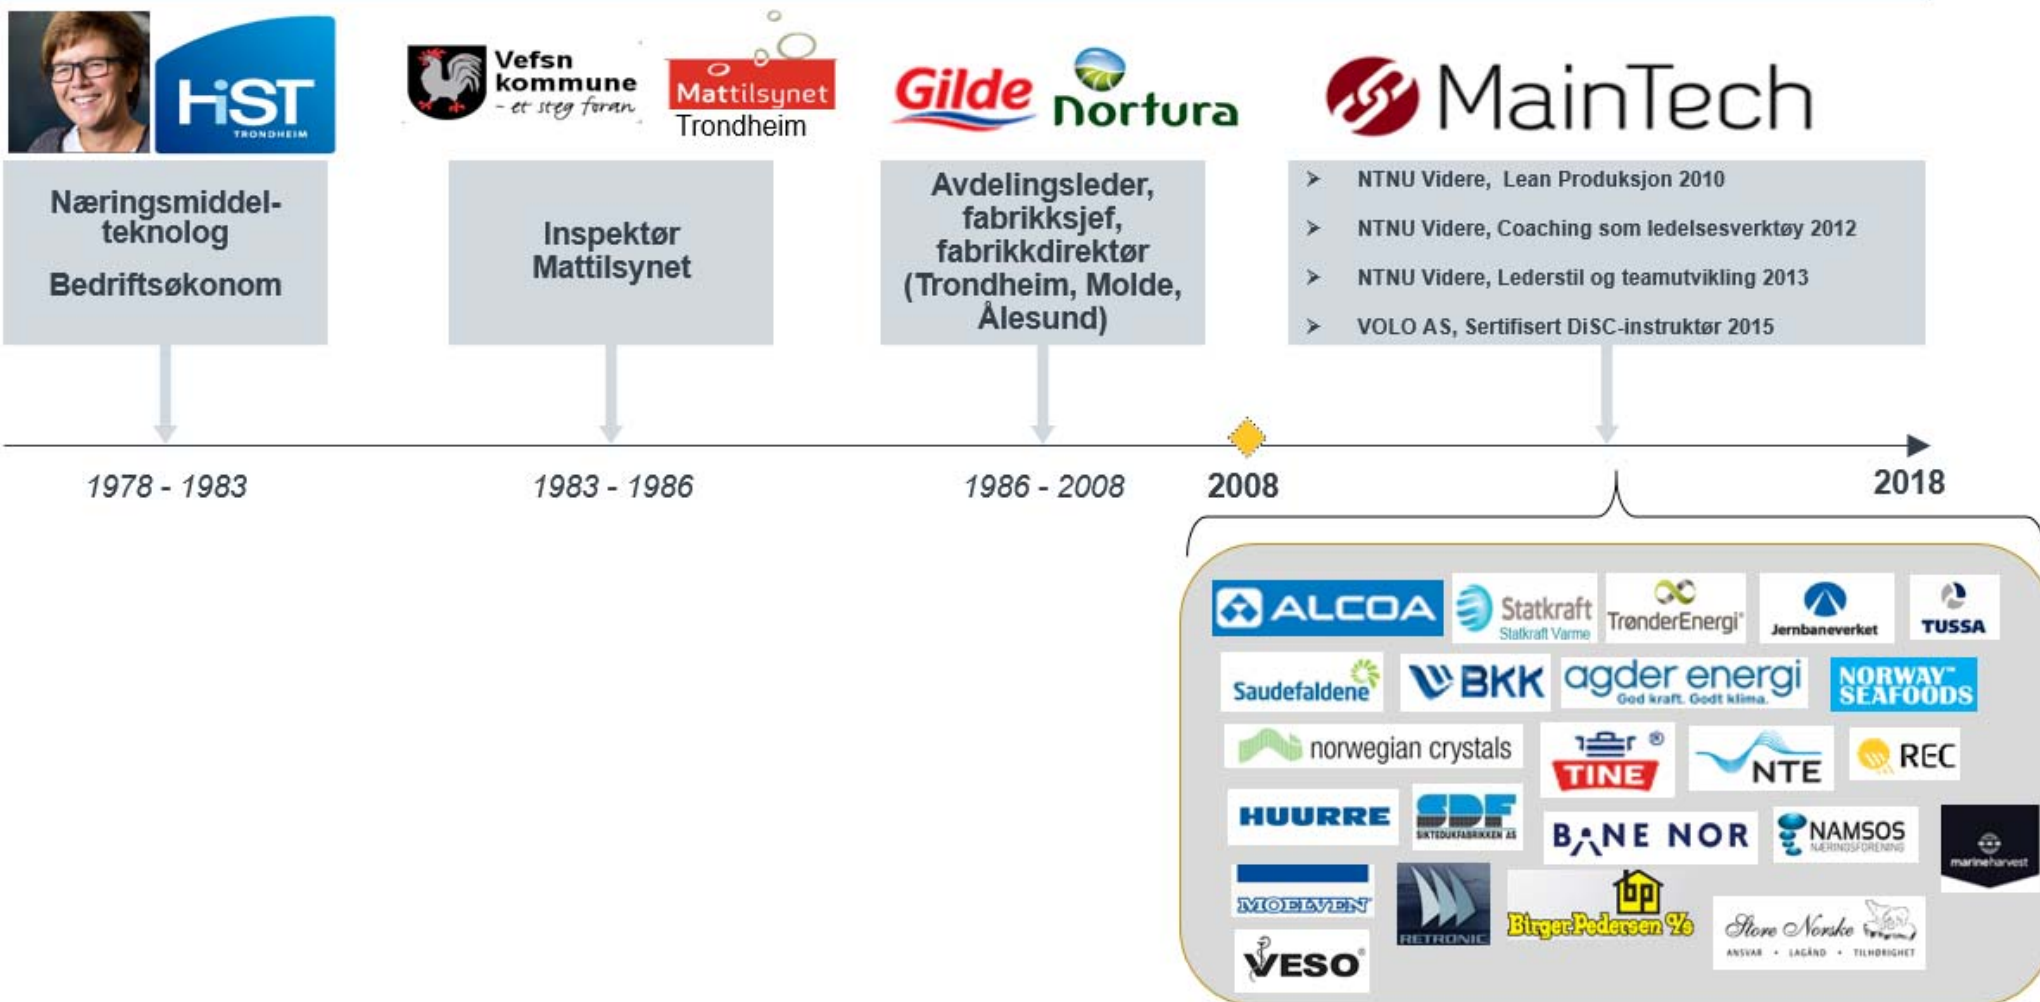 HiST
TRONDHEIM
Vefsn
kommune
- et steg foran
Mattilsynet
Trondheim
Gilde
nortura
MainTech
Næringsmiddel-
teknolog
Bedriftsøkonom
Inspektør
Mattilsynet
Avdelingsleder,
fabrikksjef,
fabrikkdirektør
(Trondheim, Molde,
Ålesund)
➢ NTNU Videre, Lean Produksjon 2010
➢ NTNU Videre, Coaching som ledelsesverktøy 2012
➢ NTNU Videre, Lederstil og teamutvikling 2013
➢ VOLO AS, Sertifisert DiSC-instruktør 2015
1978 - 1983
1983 - 1986
1986 - 2008
2008
2018
ALCOA
Statkraft
Statkraft Varme
TrønderEnergi
Jernbaneverket
TUSSA
Saudefaldene
BKK
agder energi
God kraft. Godt klima.
NORWAY™
SEAFOODS
norwegian crystals
TINE ®
NTE
REC
HUURRE
SDF
SIKTEDUKFABRIKKEN AS
BANE NOR
NAMSOS
NÆRINGSFORENING
marineharvest
MOELVEN
RETRONIC
bp
Birger Pedersen A/S
Store Norske
ANSVAR • LAGÅND • TILHØRIGHET
VESO®